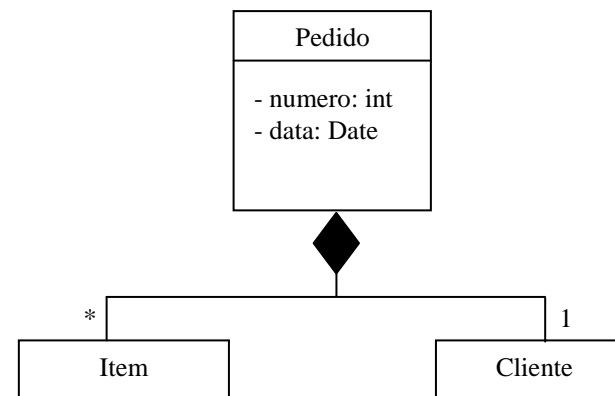 Pedido
- numero: int
- data: Date
* 1
Item Cliente